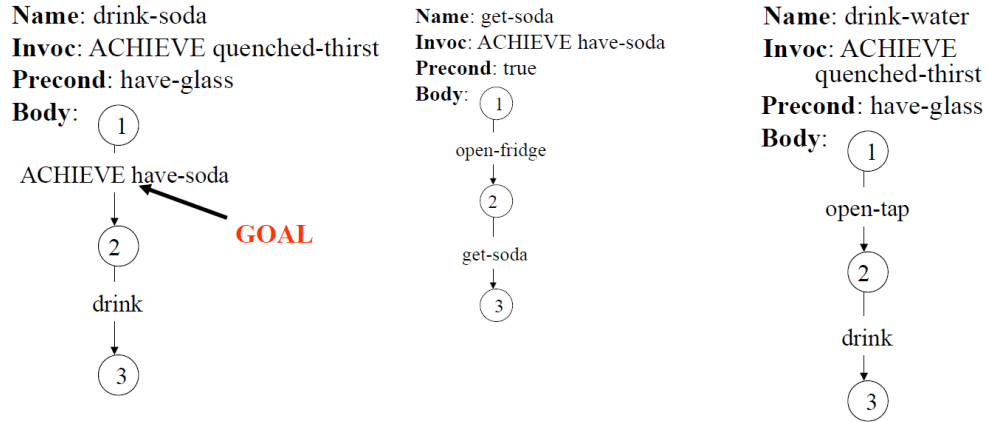 Name: drink-soda
Invoc: ACHIEVE quenched-thirst
Precond: have-glass
Body:
1
ACHIEVE have-soda
GOAL
2
drink
3
Name: get-soda
Invoc: ACHIEVE have-soda
Precond: true
Body:
1
open-fridge
2
get-soda
3
Name: drink-water
Invoc: ACHIEVE
quenched-thirst
Precond: have-glass
Body:
1
open-tap
2
drink
3